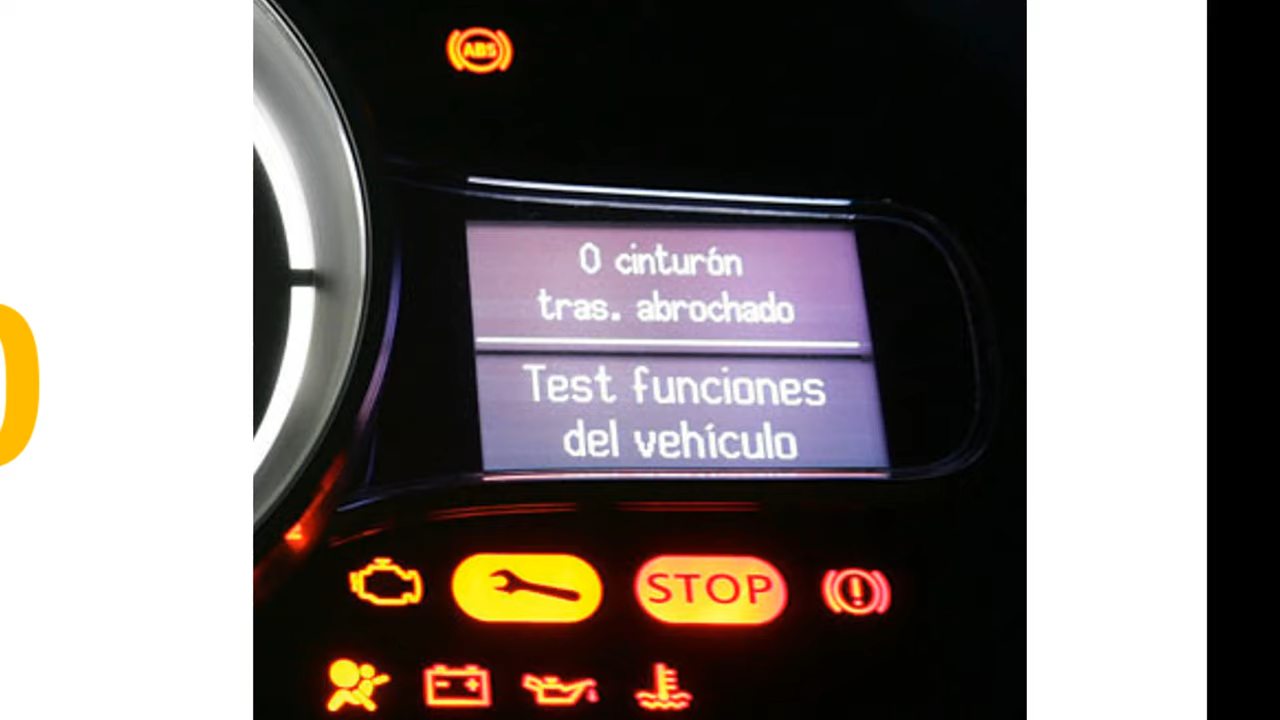 ABS
0 cinturón
tras. abrochado
Test funciones
del vehículo
STOP